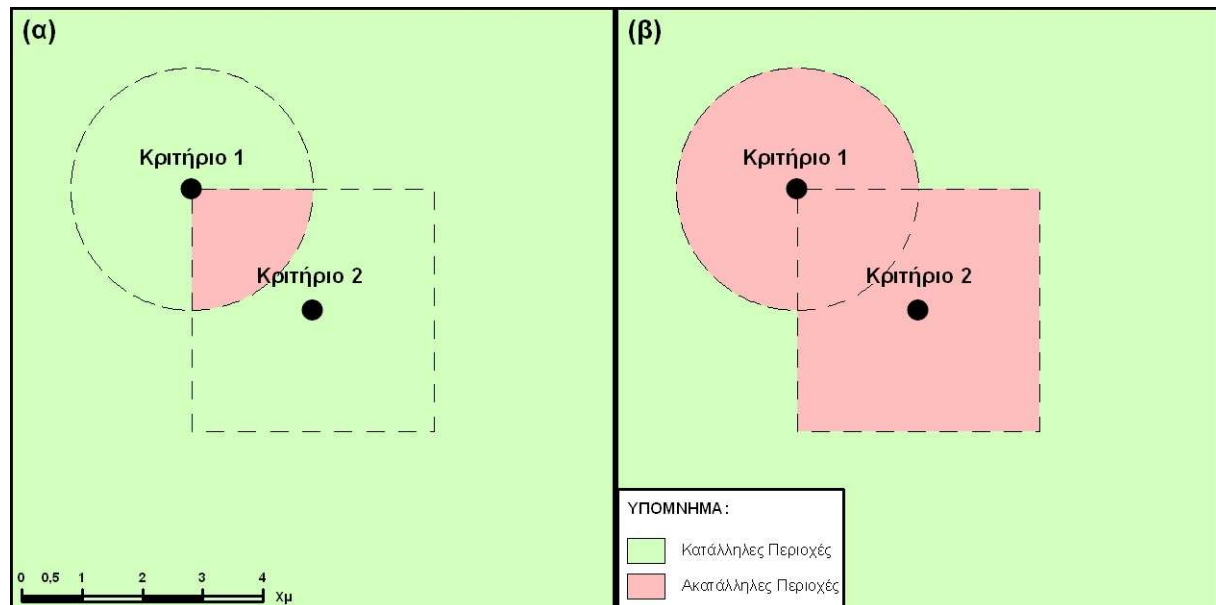 (α)
Κριτήριο 1
Κριτήριο 2
0 0,5 1 2 3 4
Χμ
(β)
Κριτήριο 1
Κριτήριο 2
ΥΠΟΜΝΗΜΑ :
Κατάλληλες Περιοχές
Ακατάλληλες Περιοχές